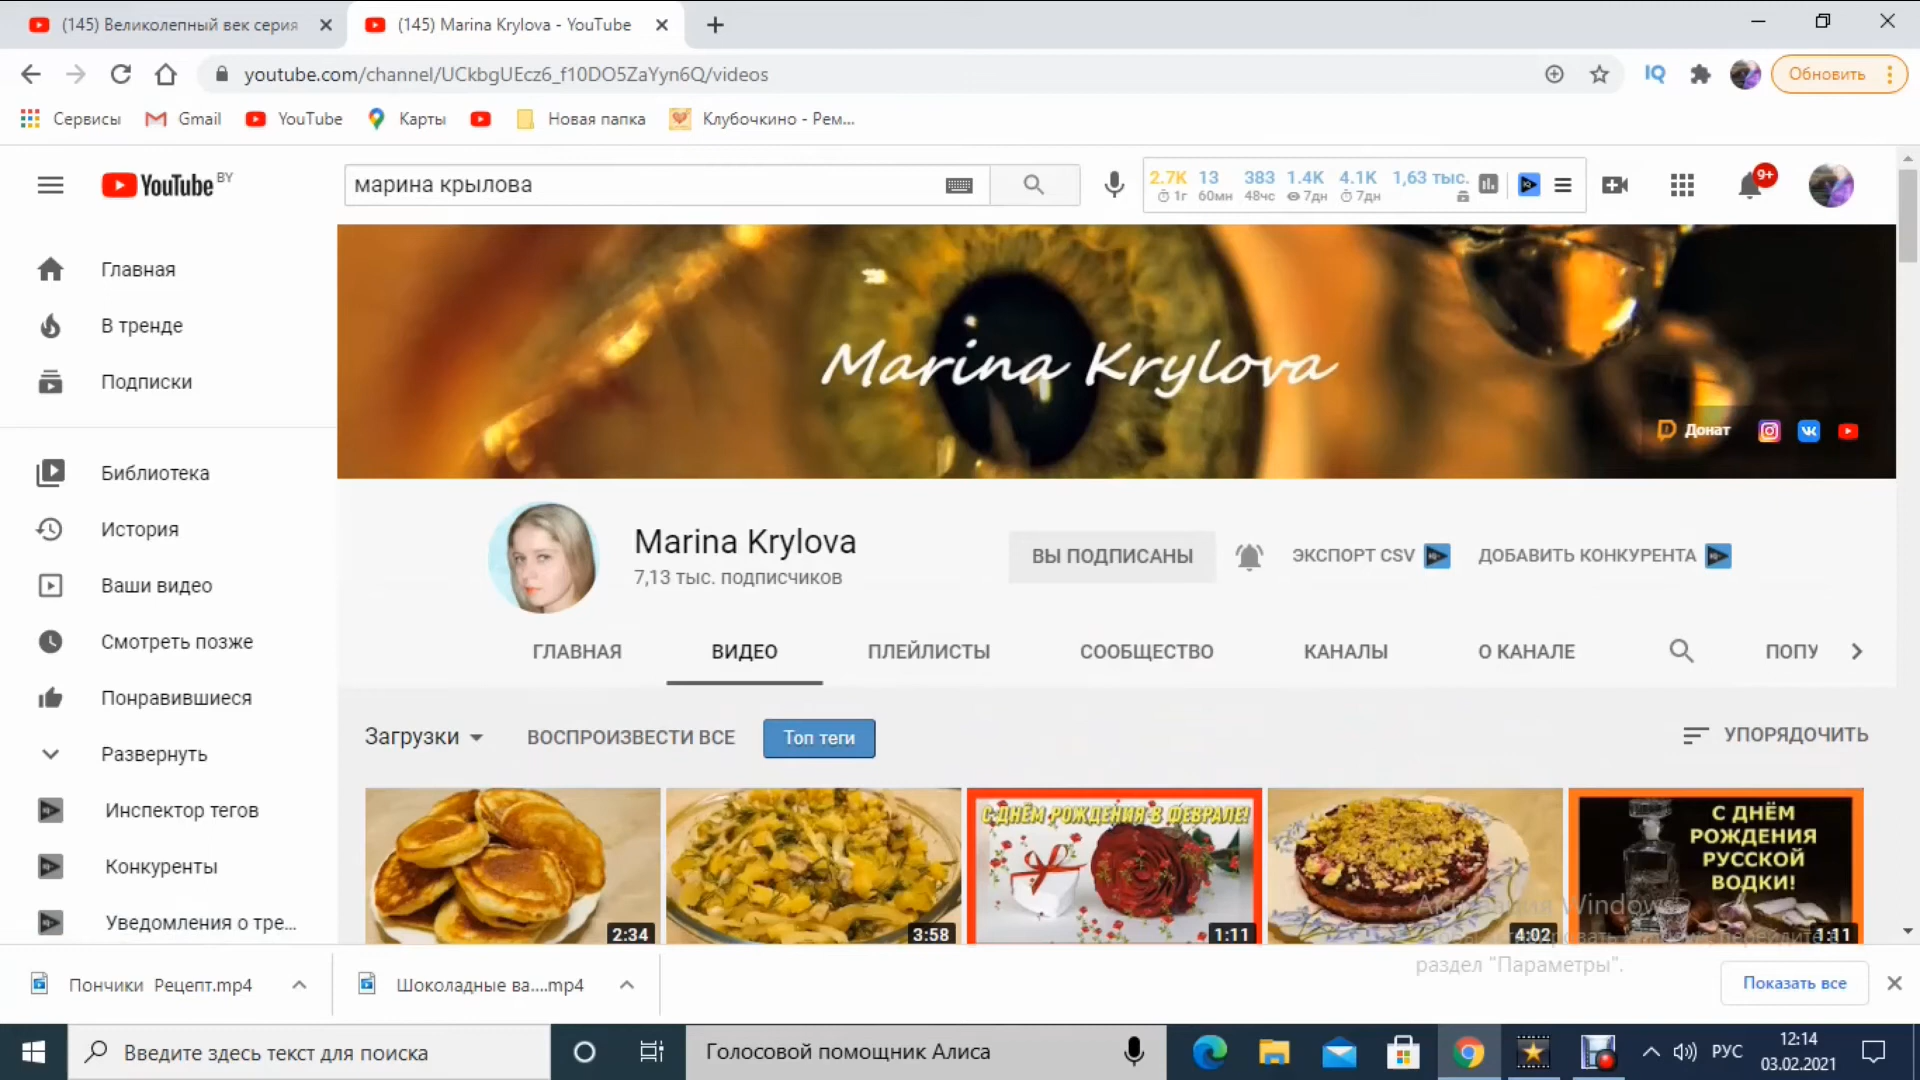 (145) Великолепный век серия
(145) Marina Krylova - YouTube
youtube.com/channel/UCkbgUEcz6_f10DO5ZaYyn6Q/videos
IQ
Обновить
Сервисы
Gmail
YouTube
Карты
Новая папка
Клубочкино - Рем...
YouTube BY
марина крылова
2.7K 13 383 1.4K 4.1K 1,63 тыс.
1г 60мн 48чс 7дн 7дн
9+
Главная
В тренде
Подписки
Библиотека
История
Ваши видео
Смотреть позже
Понравившиеся
Развернуть
Инспектор тегов
Конкуренты
Уведомления о тре...
Marina Krylova
Донат
Marina Krylova
7,13 тыс. подписчиков
ВЫ ПОДПИСАНЫ
ЭКСПОРТ CSV
ДОБАВИТЬ КОНКУРЕНТА
ГЛАВНАЯ
ВИДЕО
ПЛЕЙЛИСТЫ
СООБЩЕСТВО
КАНАЛЫ
О КАНАЛЕ
ПОПУ
Загрузки
ВОСПРОИЗВЕСТИ ВСЕ
Топ теги
УПОРЯДОЧИТЬ
2:34
3:58
С ДНЁМ РОЖДЕНИЯ В ФЕВРАЛЕ!
1:11
4:02
С ДНЁМ
РОЖДЕНИЯ
РУССКОЙ
ВОДКИ!
1:11
Активация Windows
раздел "Параметры".
Пончики Рецепт.mp4
Шоколадные ва....mp4
Показать все
Введите здесь текст для поиска
Голосовой помощник Алиса
РУС
12:14
03.02.2021